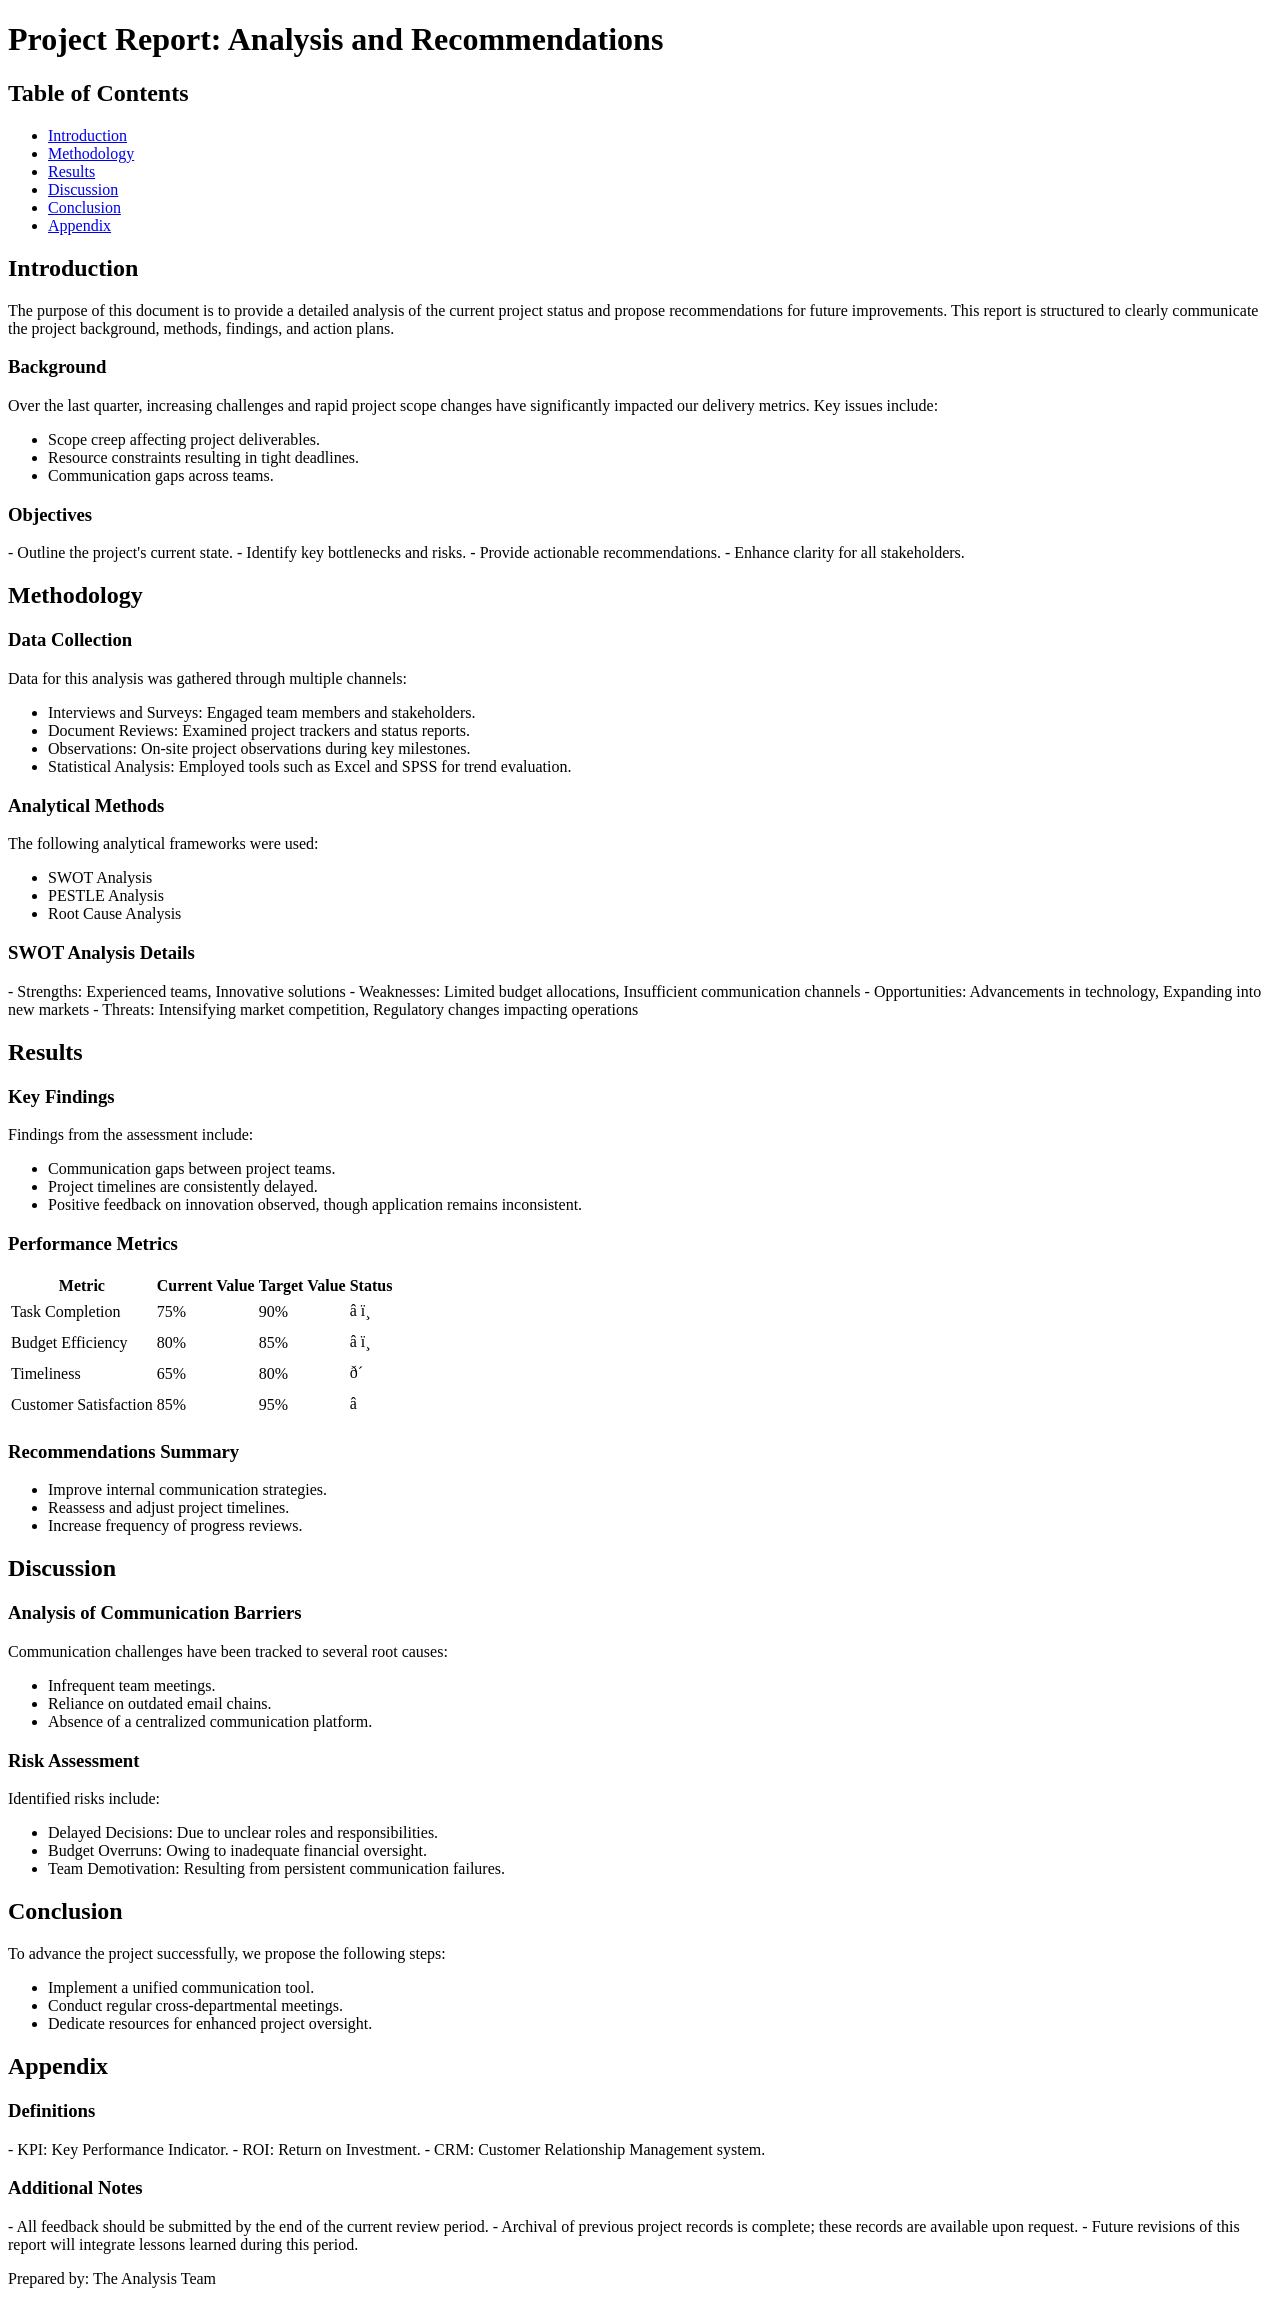 Project Report: Analysis and Recommendations
Table of Contents
Introduction
Methodology
Results
Discussion
Conclusion
Appendix
Introduction
The purpose of this document is to provide a detailed analysis of the current project status and propose recommendations for future improvements. This report is structured to clearly communicate
the project background, methods, findings, and action plans.
Background
Over the last quarter, increasing challenges and rapid project scope changes have significantly impacted our delivery metrics. Key issues include:
Scope creep affecting project deliverables.
Resource constraints resulting in tight deadlines.
Communication gaps across teams.
Objectives
- Outline the project's current state. - Identify key bottlenecks and risks. - Provide actionable recommendations. - Enhance clarity for all stakeholders.
Methodology
Data Collection
Data for this analysis was gathered through multiple channels:
Interviews and Surveys: Engaged team members and stakeholders.
Document Reviews: Examined project trackers and status reports.
Observations: On-site project observations during key milestones.
Statistical Analysis: Employed tools such as Excel and SPSS for trend evaluation.
Analytical Methods
The following analytical frameworks were used:
SWOT Analysis
PESTLE Analysis
Root Cause Analysis
SWOT Analysis Details
- Strengths: Experienced teams, Innovative solutions - Weaknesses: Limited budget allocations, Insufficient communication channels - Opportunities: Advancements in technology, Expanding into
new markets - Threats: Intensifying market competition, Regulatory changes impacting operations
Results
Key Findings
Findings from the assessment include:
Communication gaps between project teams.
Project timelines are consistently delayed.
Positive feedback on innovation observed, though application remains inconsistent.
Performance Metrics
Metric Current Value Target Value Status
Task Completion 75% 90% â ï¸
Budget Efficiency 80% 85% â ï¸
Timeliness 65% 80% ð´
Customer Satisfaction 85% 95% â
Recommendations Summary
Improve internal communication strategies.
Reassess and adjust project timelines.
Increase frequency of progress reviews.
Discussion
Analysis of Communication Barriers
Communication challenges have been tracked to several root causes:
Infrequent team meetings.
Reliance on outdated email chains.
Absence of a centralized communication platform.
Risk Assessment
Identified risks include:
Delayed Decisions: Due to unclear roles and responsibilities.
Budget Overruns: Owing to inadequate financial oversight.
Team Demotivation: Resulting from persistent communication failures.
Conclusion
To advance the project successfully, we propose the following steps:
Implement a unified communication tool.
Conduct regular cross-departmental meetings.
Dedicate resources for enhanced project oversight.
Appendix
Definitions
- KPI: Key Performance Indicator. - ROI: Return on Investment. - CRM: Customer Relationship Management system.
Additional Notes
- All feedback should be submitted by the end of the current review period. - Archival of previous project records is complete; these records are available upon request. - Future revisions of this
report will integrate lessons learned during this period.
Prepared by: The Analysis Team